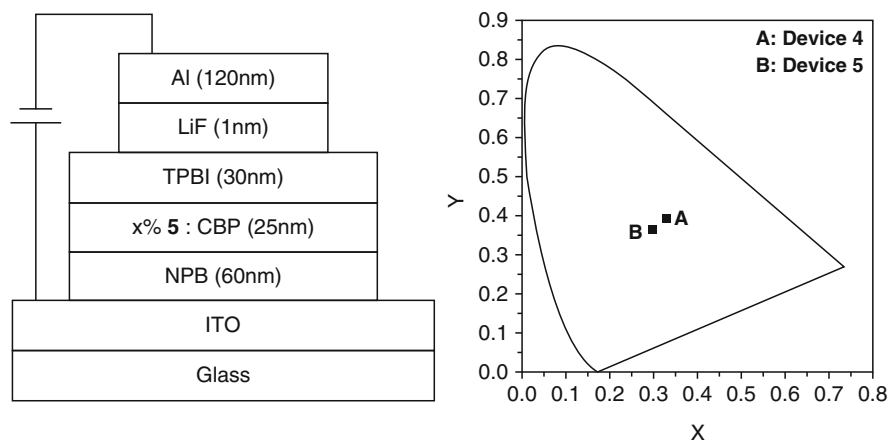 Al (120nm)
LiF (1nm)
TPBI (30nm)
x% 5 : CBP (25nm)
NPB (60nm)
ITO
Glass
A: Device 4
B: Device 5
0.9
0.8
0.7
0.6
0.5
0.4
0.3
0.2
0.1
0.0
Y
B
A
0.0 0.1 0.2 0.3 0.4 0.5 0.6 0.7 0.8
X